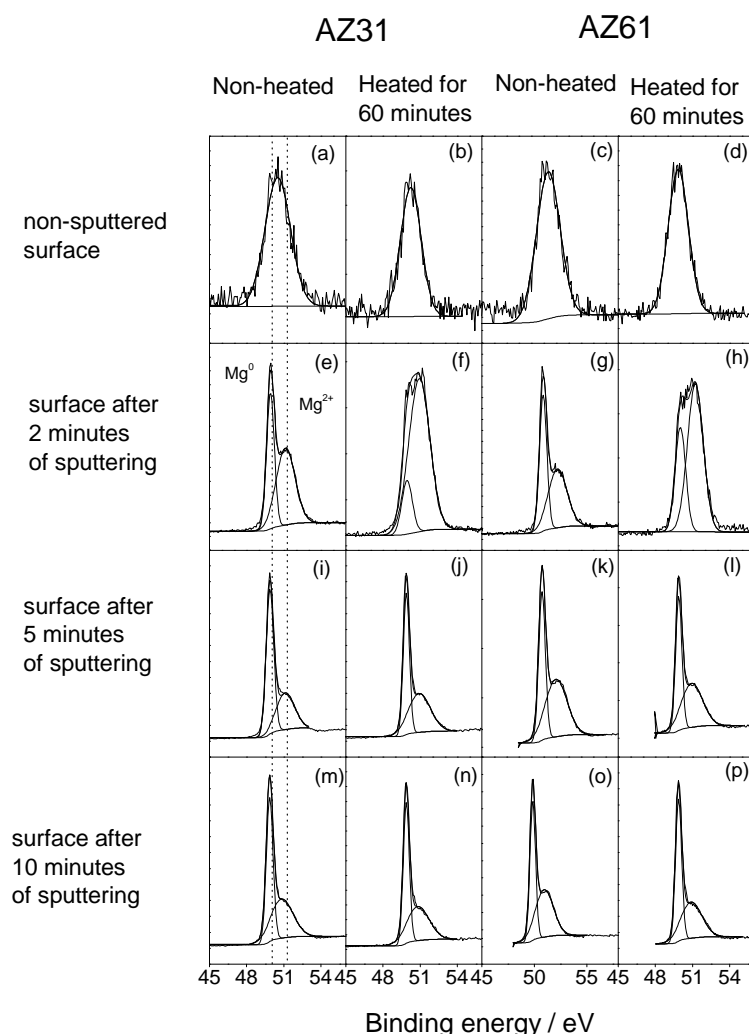 AZ31 AZ61
Non-heated Heated for 60 minutes Non-heated Heated for 60 minutes
non-sputtered
surface
(a) (b) (c) (d)
surface after
2 minutes
of sputtering
Mg0 Mg2+
(e) (f) (g) (h)
surface after
5 minutes
of sputtering
(i) (j) (k) (l)
surface after
10 minutes
of sputtering
(m) (n) (o) (p)
45 48 51 54 45 48 51 54 45 50 55 45 48 51 54
Binding energy / eV